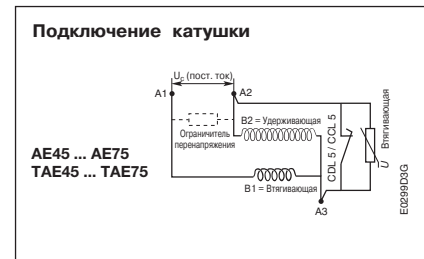 Подключение катушки
Uc (пост. ток)
A1
A2
B2 = Удерживающая
Ограничитель
перенапряжения
AE45 ... AE75
TAE45 ... TAE75
B1 = Втягивающая
A3
CDL 5 / CCL 5
U
Втягивающая
E0299D3G